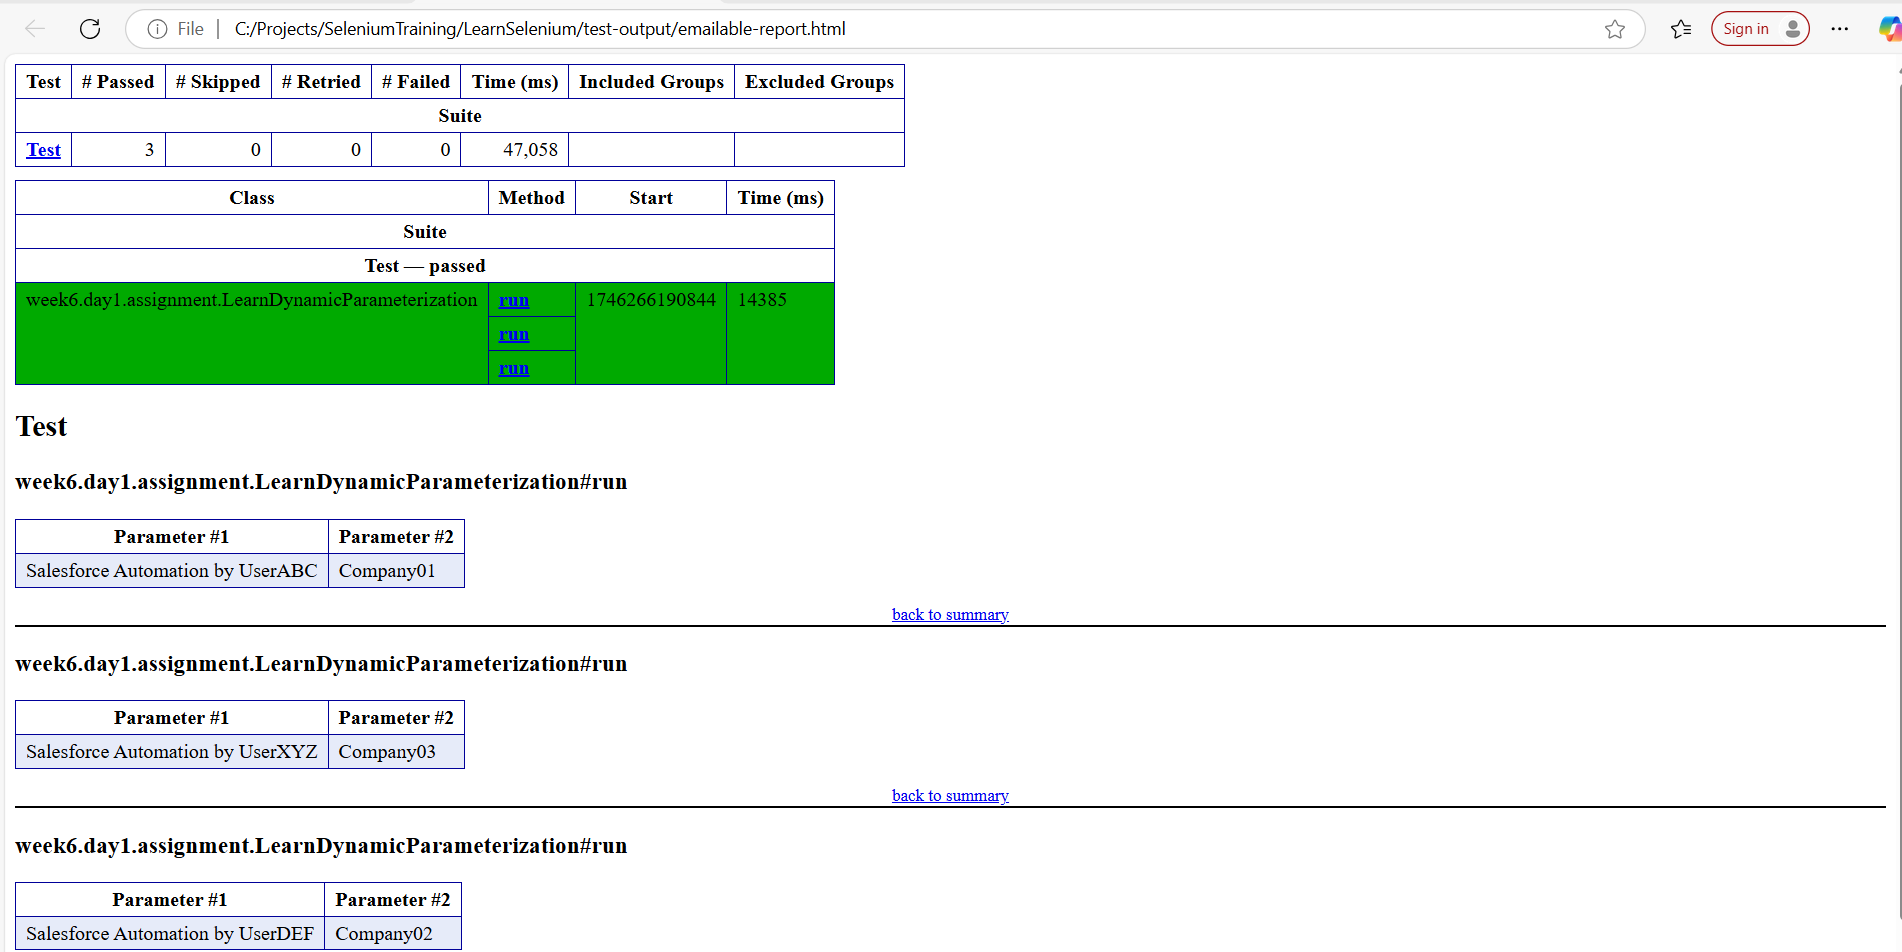 File C:/Projects/SeleniumTraining/LearnSelenium/test-output/emailable-report.html Sign in
Test # Passed # Skipped # Retried # Failed Time (ms) Included Groups Excluded Groups
Suite
Test 3 0 0 0 47,058
Class Method Start Time (ms)
Suite
Test — passed
week6.day1.assignment.LearnDynamicParameterization run 1746266190844 14385
run
run
Test
week6.day1.assignment.LearnDynamicParameterization#run
Parameter #1 Parameter #2
Salesforce Automation by UserABC Company01
back to summary
week6.day1.assignment.LearnDynamicParameterization#run
Parameter #1 Parameter #2
Salesforce Automation by UserXYZ Company03
back to summary
week6.day1.assignment.LearnDynamicParameterization#run
Parameter #1 Parameter #2
Salesforce Automation by UserDEF Company02